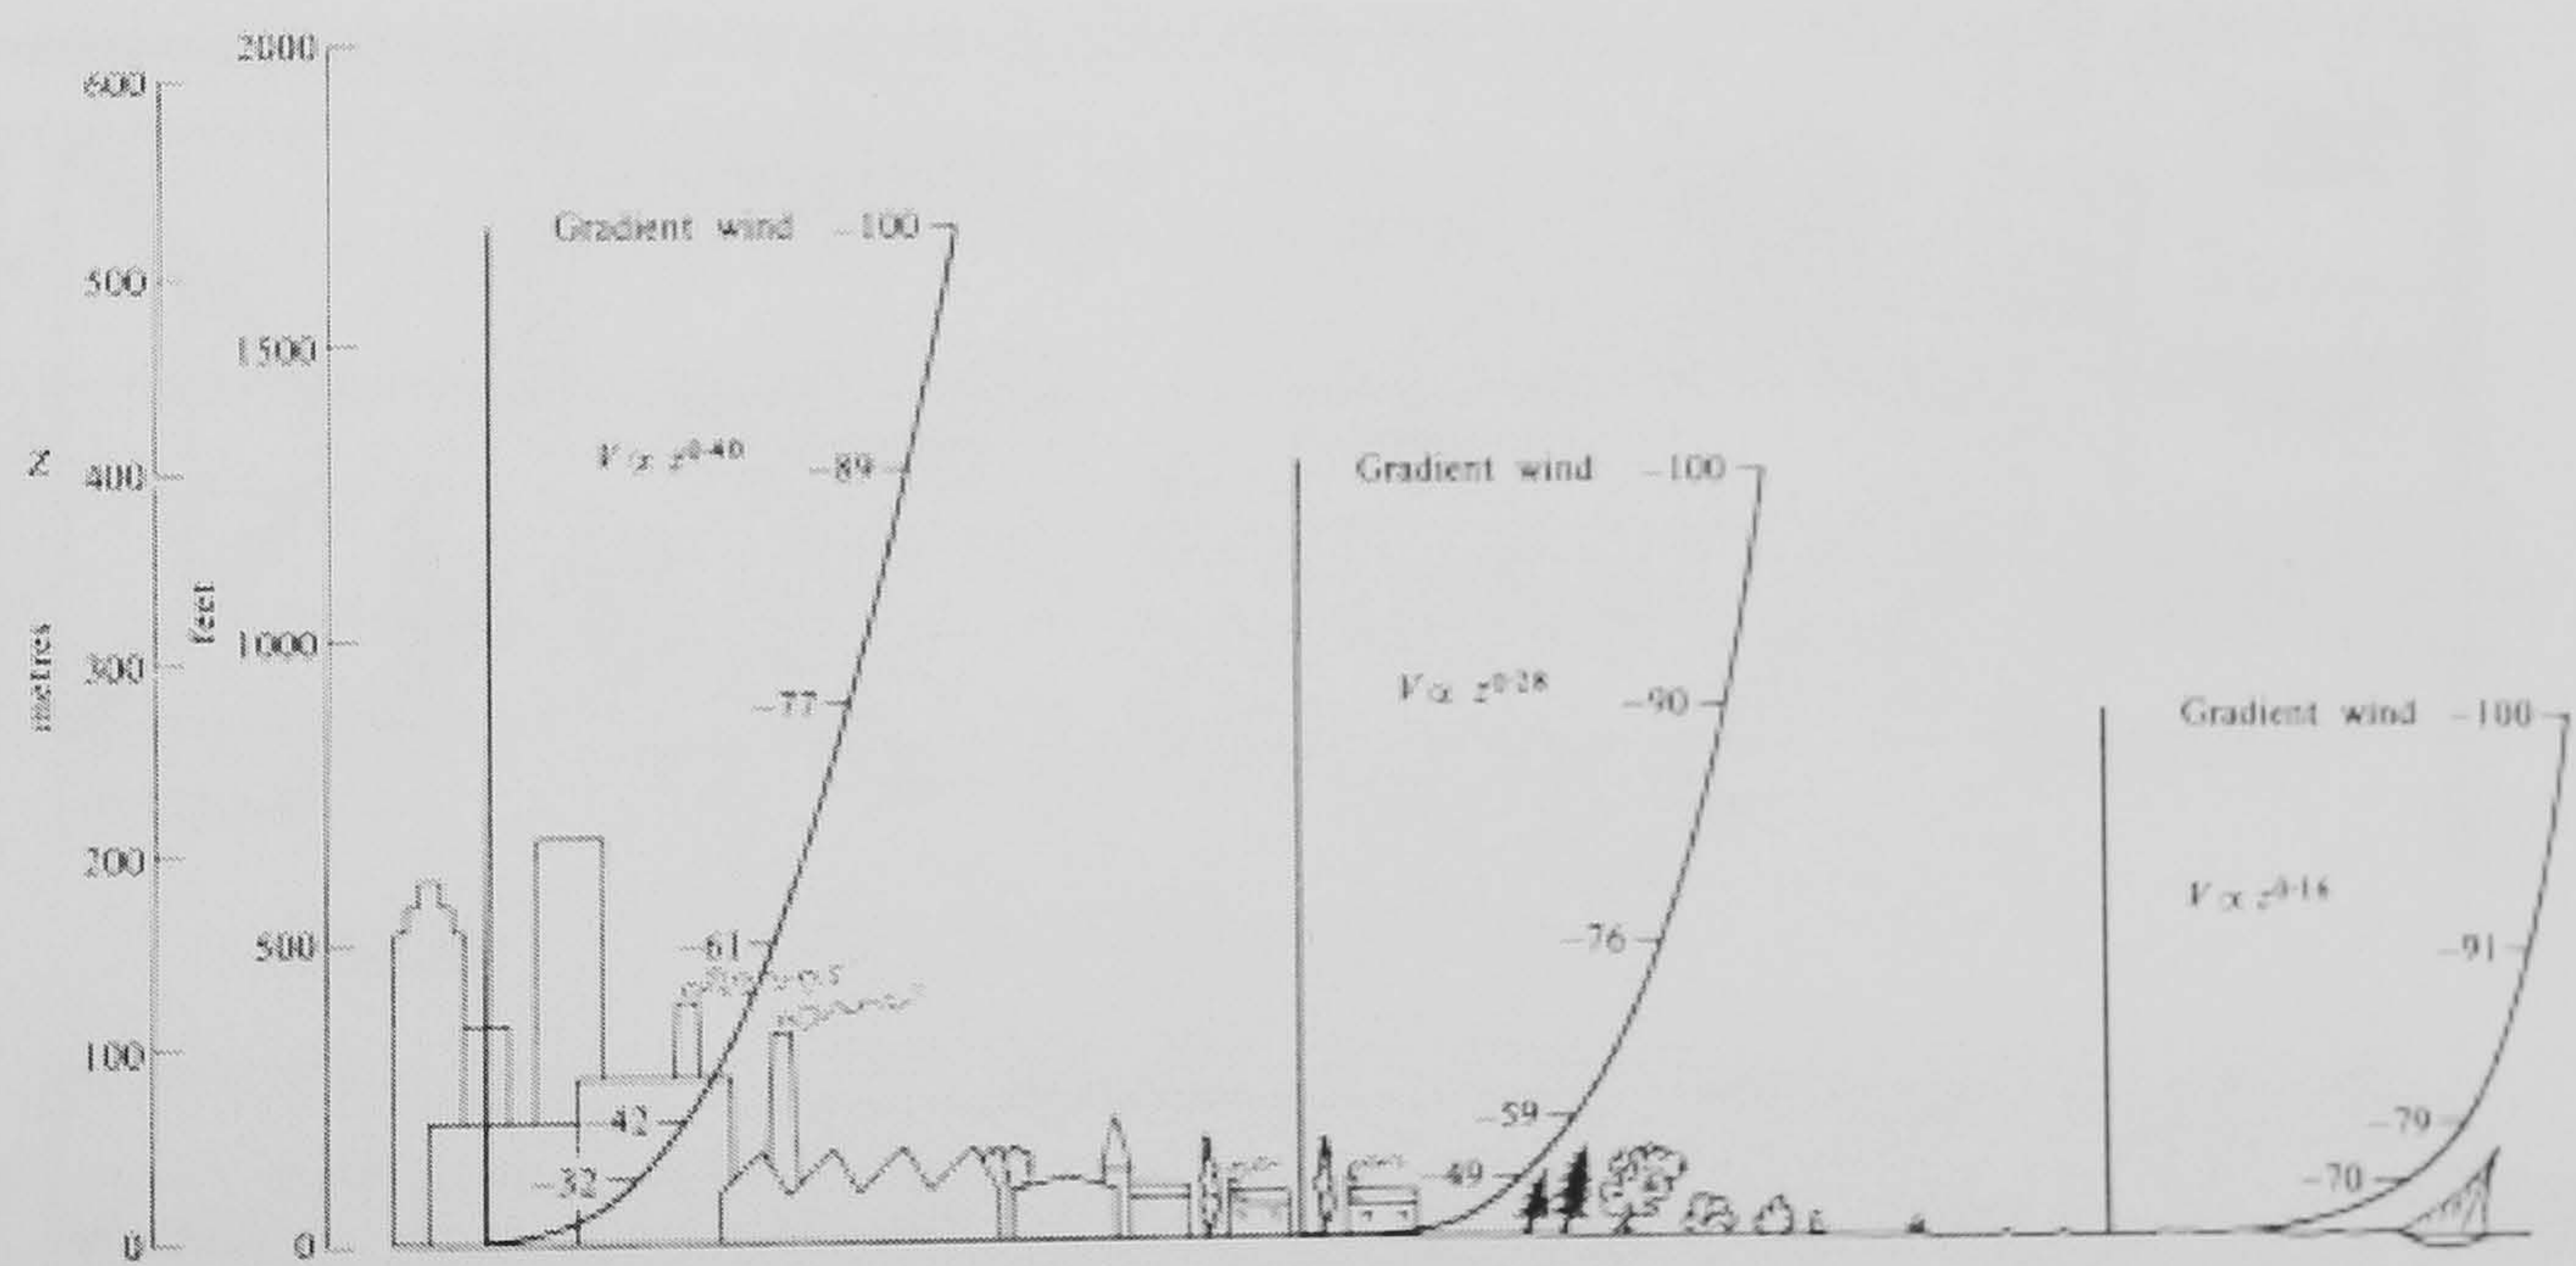 2000
600
Gradient wind –100
500
1500
V ∝ z^0·40
–89
Z
400
Gradient wind –100
feet
1000
metres
300
–77
V ∝ z^0·28
–90
Gradient wind –100
200
V ∝ z^0·16
500
–61
–76
–91
100
–42
–59
–79
–32
–49
–70
0
0